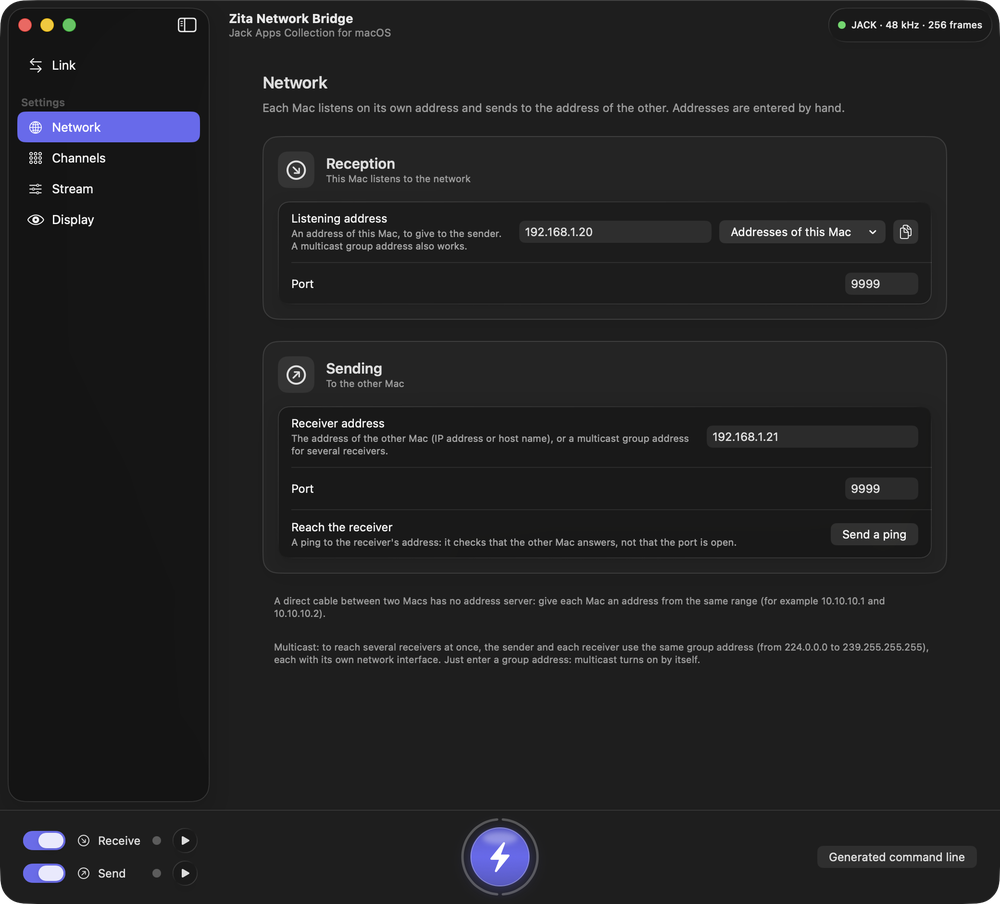 Zita Network Bridge
Jack Apps Collection for macOS
JACK · 48 kHz · 256 frames
Link
Settings
Network
Channels
Stream
Display
Network
Each Mac listens on its own address and sends to the address of the other. Addresses are entered by hand.
Reception
This Mac listens to the network
Listening address
An address of this Mac, to give to the sender.
A multicast group address also works.
192.168.1.20
Addresses of this Mac
Port
9999
Sending
To the other Mac
Receiver address
The address of the other Mac (IP address or host name), or a multicast group address
for several receivers.
192.168.1.21
Port
9999
Reach the receiver
A ping to the receiver's address: it checks that the other Mac answers, not that the port is open.
Send a ping
A direct cable between two Macs has no address server: give each Mac an address from the same range (for example 10.10.10.1 and
10.10.10.2).
Multicast: to reach several receivers at once, the sender and each receiver use the same group address (from 224.0.0.0 to 239.255.255.255),
each with its own network interface. Just enter a group address: multicast turns on by itself.
Receive
Send
Generated command line